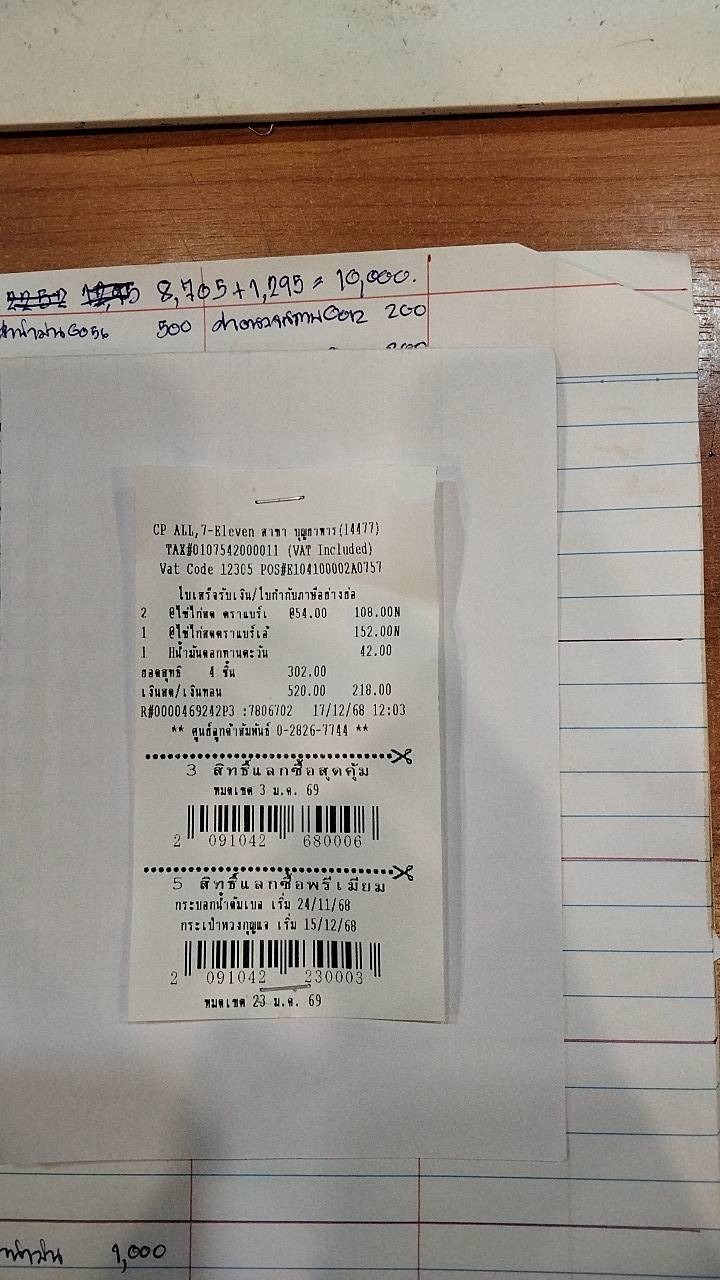 8,705+1,295 = 10,000.
500
200
CP ALL,7-Eleven สาขา บุญธาหาร(14477)
TAX#0107542000011 (VAT Included)
Vat Code 12305 POS#E104100002A0757
ใบเสร็จรับเงิน/ใบกำกับภาษีอย่างย่อ
2 @ไข่ไก่สด ตราแบร์เ @54.00 108.00N
1 @ไข่ไก่สดตราแบร์เอ้ 152.00N
1 Hน้ำมันดอกทานตะวัน 42.00
ยอดสุทธิ 4 ชิ้น 302.00
เงินสด/เงินทอน 520.00 218.00
R#0000469242P3 :7806702 17/12/68 12:03
** ศูนย์ลูกค้าสัมพันธ์ 0-2826-7744 **
3 สิทธิ์แลกซื้อสุดคุ้ม
หมดเขต 3 ม.ค. 69
2 091042 680006
5 สิทธิ์แลกซื้อพรีเมียม
กระบอกน้ำดัมเบล เริ่ม 24/11/68
กระเป๋าพวงกุญแจ เริ่ม 15/12/68
2 091042 230003
หมดเขต 23 ม.ค. 69
1,000